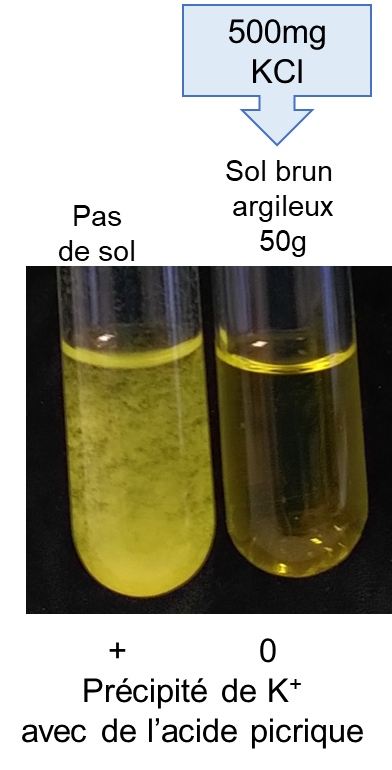 500mg
KCl
Sol brun
argileux
50g
Pas
de sol
+
0
Précipité de K⁺
avec de l’acide picrique